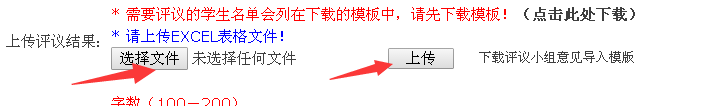 * 需要评议的学生名单会列在下载的模板中，请先下载模板！（点击此处下载）
上传评议结果： * 请上传EXCEL表格文件！
选择文件 未选择任何文件 上传 下载评议小组意见导入模版
字数（100－200）